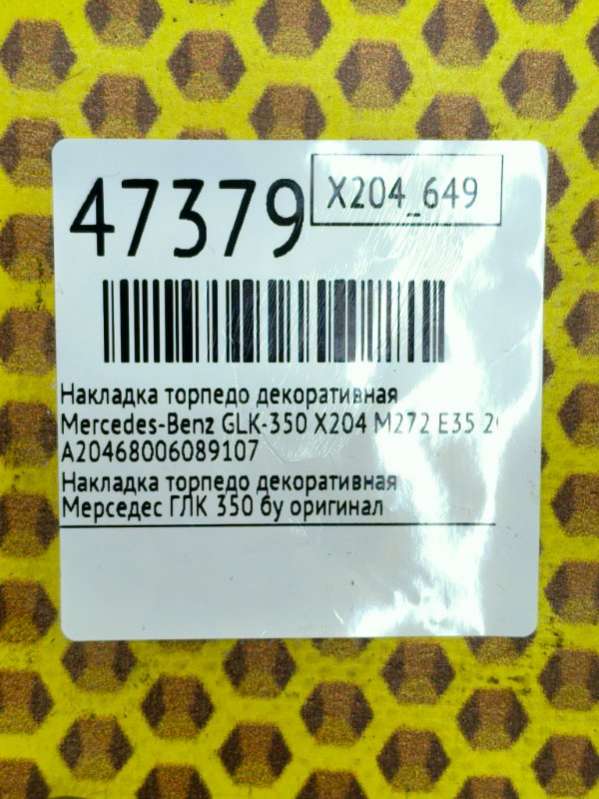 47379
X204_649
Накладка торпедо декоративная
Mercedes-Benz GLK-350 X204 M272 E35
A20468006089107
Накладка торпедо декоративная
Мерседес ГЛК 350 бу оригинал